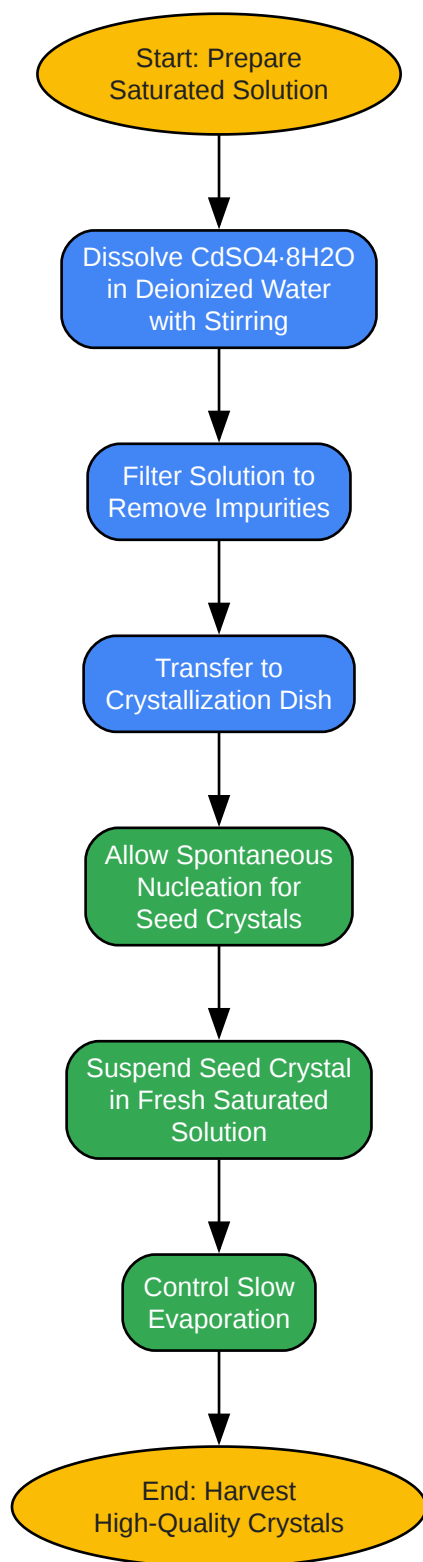 Start: Prepare
Saturated Solution
Dissolve CdSO4·8H2O
in Deionized Water
with Stirring
Filter Solution to
Remove Impurities
Transfer to
Crystallization Dish
Allow Spontaneous
Nucleation for
Seed Crystals
Suspend Seed Crystal
in Fresh Saturated
Solution
Control Slow
Evaporation
End: Harvest
High-Quality Crystals